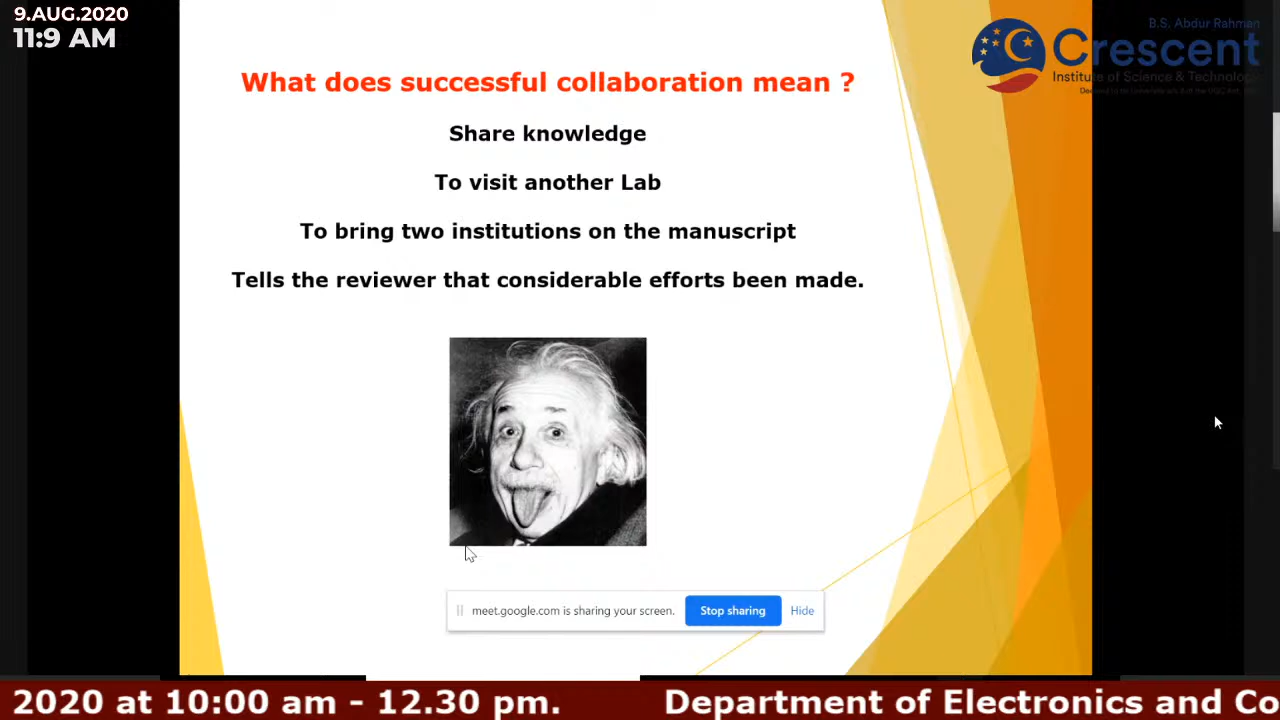 9.AUG.2020
11:9 AM
B.S. Abdur Rahman
Crescent
Institute of Science & Technology
What does successful collaboration mean ?
Share knowledge
To visit another Lab
To bring two institutions on the manuscript
Tells the reviewer that considerable efforts been made.
meet.google.com is sharing your screen.
Stop sharing
Hide
2020 at 10:00 am - 12.30 pm.
Department of Electronics and Co